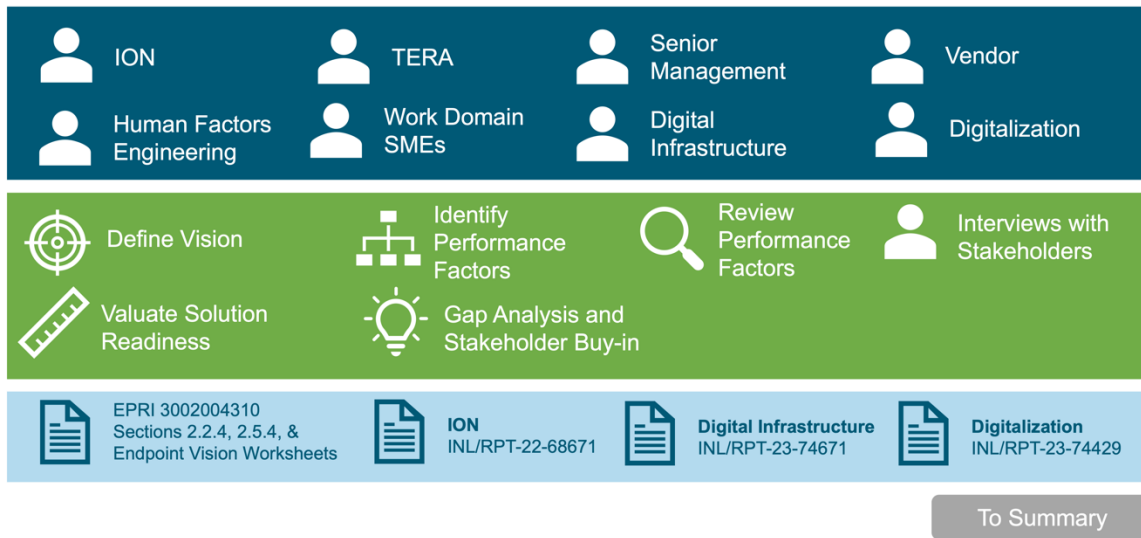 ION
TERA
Senior
Management
Vendor
Human Factors
Engineering
Work Domain
SMEs
Digital
Infrastructure
Digitalization
Define Vision
Identify
Performance
Factors
Review
Performance
Factors
Interviews with
Stakeholders
Valuate Solution
Readiness
Gap Analysis and
Stakeholder Buy-in
EPRI 3002004310
Sections 2.2.4, 2.5.4, &
Endpoint Vision Worksheets
ION
INL/RPT-22-68671
Digital Infrastructure
INL/RPT-23-74671
Digitalization
INL/RPT-23-74429
To Summary